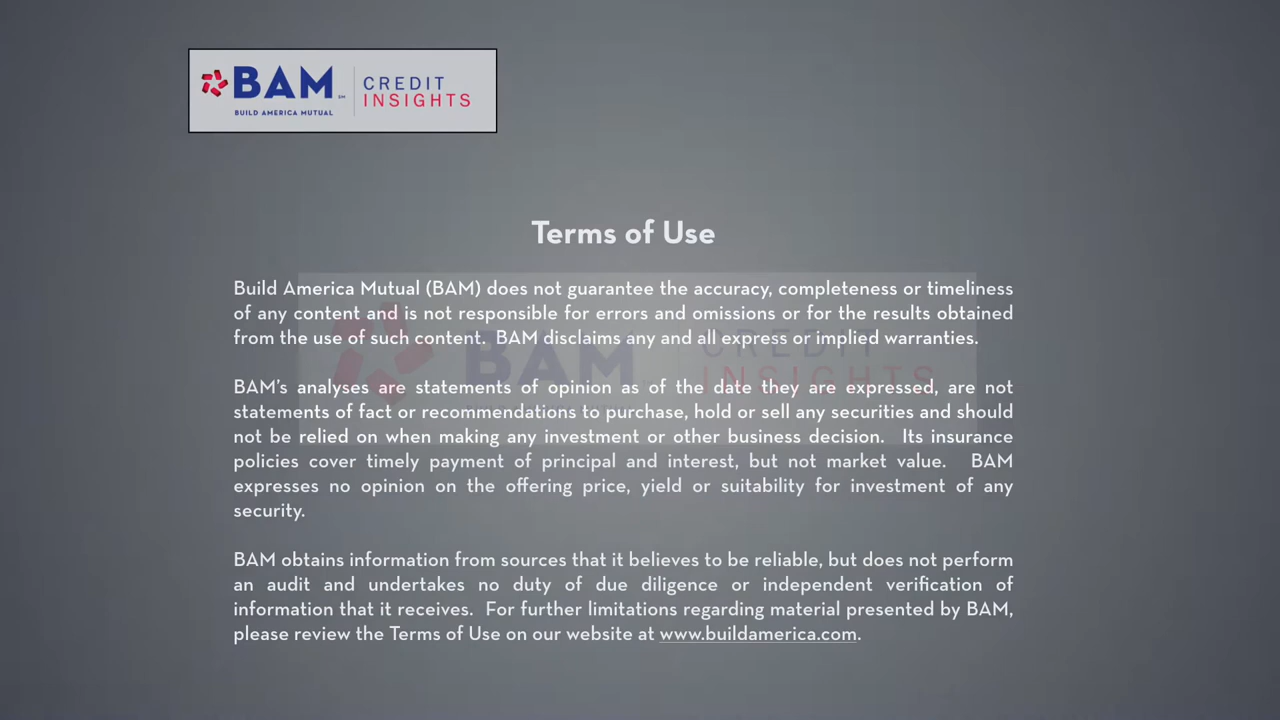 BAM SM
BUILD AMERICA MUTUAL
CREDIT
INSIGHTS
Terms of Use
Build America Mutual (BAM) does not guarantee the accuracy, completeness or timeliness
of any content and is not responsible for errors and omissions or for the results obtained
from the use of such content. BAM disclaims any and all express or implied warranties.
BAM's analyses are statements of opinion as of the date they are expressed, are not
statements of fact or recommendations to purchase, hold or sell any securities and should
not be relied on when making any investment or other business decision. Its insurance
policies cover timely payment of principal and interest, but not market value. BAM
expresses no opinion on the offering price, yield or suitability for investment of any
security.
BAM obtains information from sources that it believes to be reliable, but does not perform
an audit and undertakes no duty of due diligence or independent verification of
information that it receives. For further limitations regarding material presented by BAM,
please review the Terms of Use on our website at www.buildamerica.com.
BAM
CREDIT
INSIGHTS